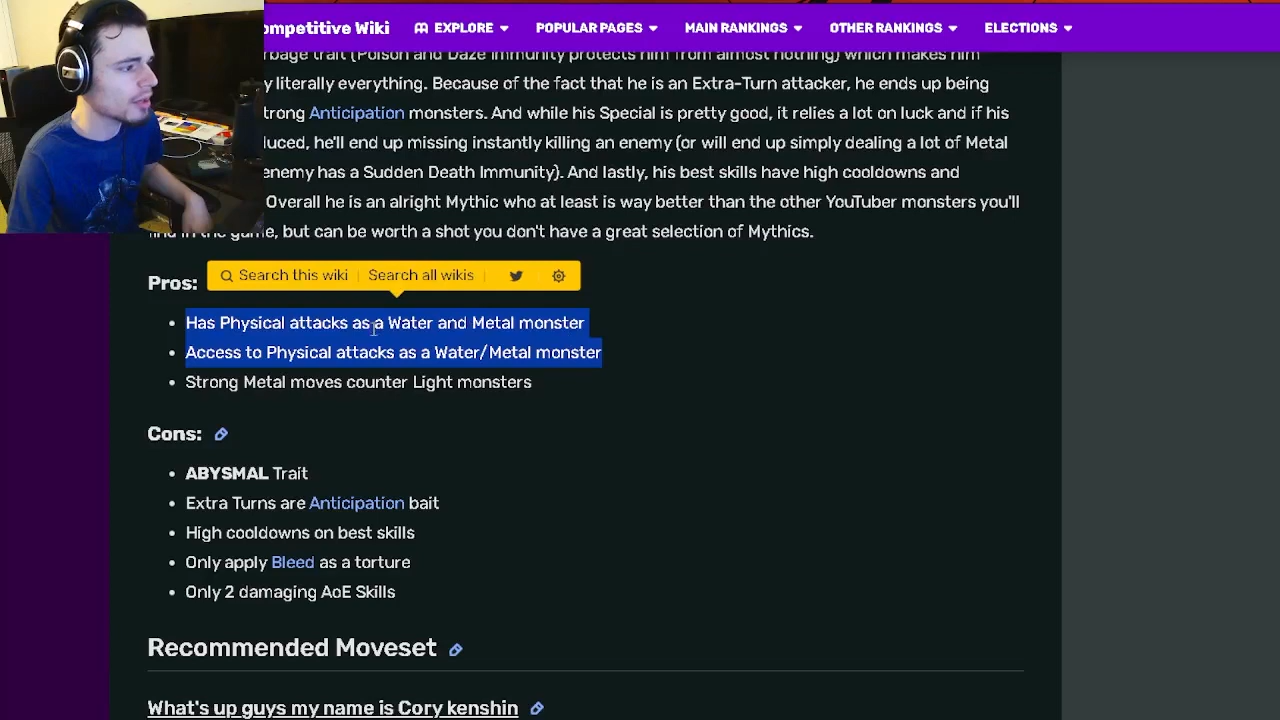 ompetitive Wiki EXPLORE POPULAR PAGES MAIN RANKINGS OTHER RANKINGS ELECTIONS
rbage trait (Poison and Daze Immunity protects him from almost nothing) which makes him
y literally everything. Because of the fact that he is an Extra-Turn attacker, he ends up being
trong Anticipation monsters. And while his Special is pretty good, it relies a lot on luck and if his
luced, he'll end up missing instantly killing an enemy (or will end up simply dealing a lot of Metal
enemy has a Sudden Death Immunity). And lastly, his best skills have high cooldowns and
Overall he is an alright Mythic who at least is way better than the other YouTuber monsters you'll
find in the game, but can be worth a shot you don't have a great selection of Mythics.
Pros:
Search this wiki Search all wikis
• Has Physical attacks as a Water and Metal monster
• Access to Physical attacks as a Water/Metal monster
• Strong Metal moves counter Light monsters
Cons:
• ABYSMAL Trait
• Extra Turns are Anticipation bait
• High cooldowns on best skills
• Only apply Bleed as a torture
• Only 2 damaging AoE Skills
Recommended Moveset
What's up guys my name is Cory kenshin